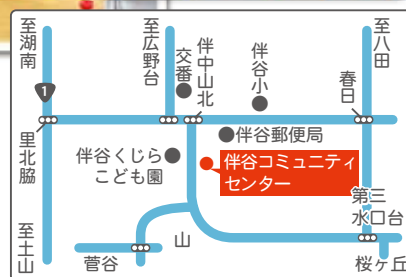 至湖南
至広野台
交番
伴中山北
伴谷小
至八田
春日
1
里北脇
伴谷郵便局
伴谷くじら
こども園
伴谷コミュニティ
センター
第三
水口台
至土山
山
菅谷
桜ヶ丘